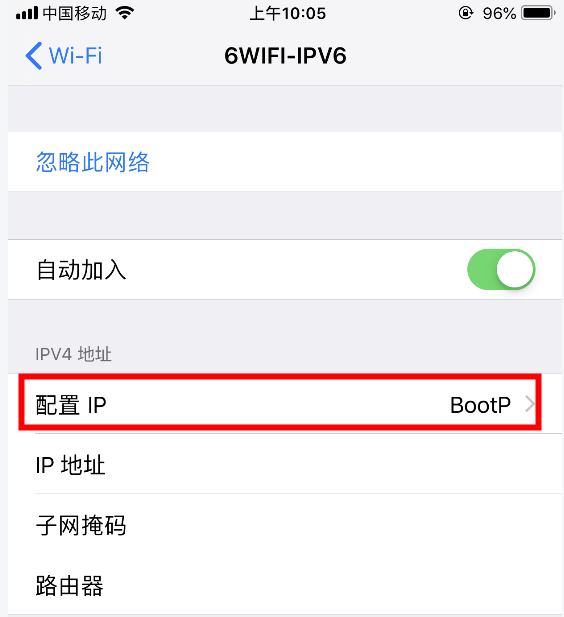 中国移动 上午10:05 96%
Wi-Fi 6WIFI-IPV6
忽略此网络
自动加入
IPV4 地址
配置 IP BootP
IP 地址
子网掩码
路由器